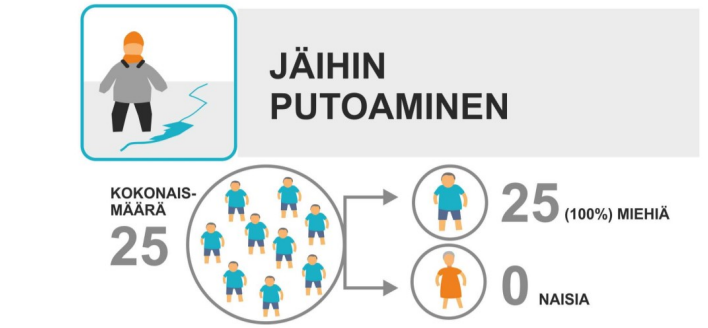 JÄIHIN
PUTOAMINEN
KOKONAIS-
MÄÄRÄ
25
25 (100%) MIEHIÄ
0 NAISIA